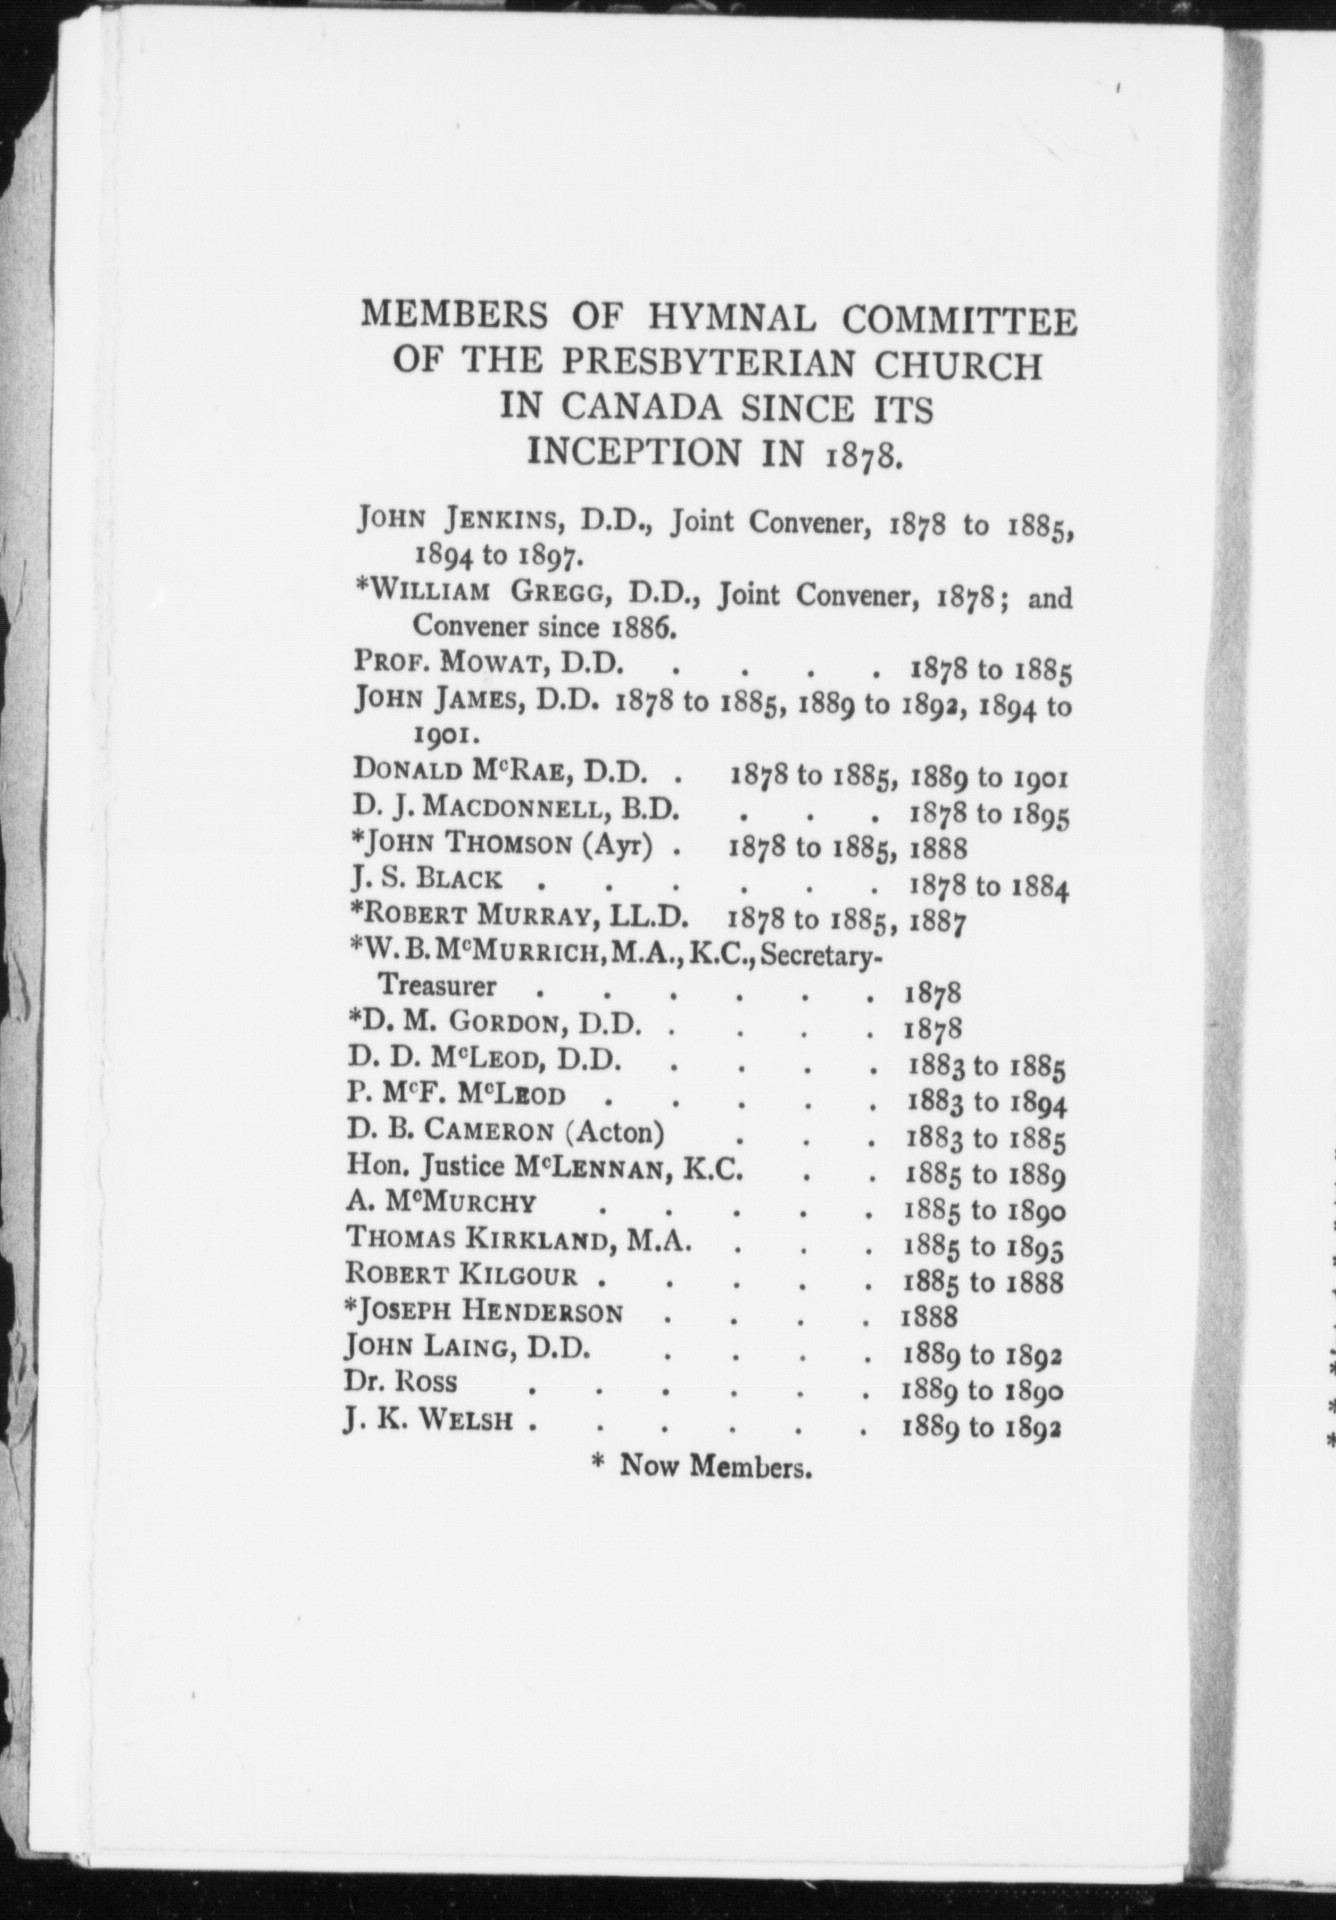 MEMBERS OF HYMNAL COMMITTEE
OF THE PRESBYTERIAN CHURCH
IN CANADA SINCE ITS
INCEPTION IN 1878.
JOHN JENKINS, D.D., Joint Convener, 1878 to 1885,
1894 to 1897.
*WILLIAM GREGG, D.D., Joint Convener, 1878; and
Convener since 1886.
PROF. MOWAT, D.D. . . . . 1878 to 1885
JOHN JAMES, D.D. 1878 to 1885, 1889 to 1892, 1894 to
1901.
DONALD McRAE, D.D. . 1878 to 1885, 1889 to 1901
D. J. MACDONNELL, B.D. . . . 1878 to 1895
*JOHN THOMSON (Ayr) . 1878 to 1885, 1888
J. S. BLACK . . . . . . 1878 to 1884
*ROBERT MURRAY, LL.D. 1878 to 1885, 1887
*W. B. McMURRICH, M.A., K.C., Secretary-
Treasurer . . . . . . 1878
*D. M. GORDON, D.D. . . . . 1878
D. D. McLEOD, D.D. . . . . 1883 to 1885
P. McF. McLEOD . . . . . 1883 to 1894
D. B. CAMERON (Acton) . . . 1883 to 1885
Hon. Justice McLENNAN, K.C. . . 1885 to 1889
A. McMURCHY . . . . . 1885 to 1890
THOMAS KIRKLAND, M.A. . . . 1885 to
ROBERT KILGOUR . . . . . 1885 to 1888
*JOSEPH HENDERSON . . . . 1888
JOHN LAING, D.D. . . . . 1889 to 1892
Dr. ROSS . . . . . . 1889 to 1890
J. K. WELSH . . . . . . 1889 to 1892
* Now Members.